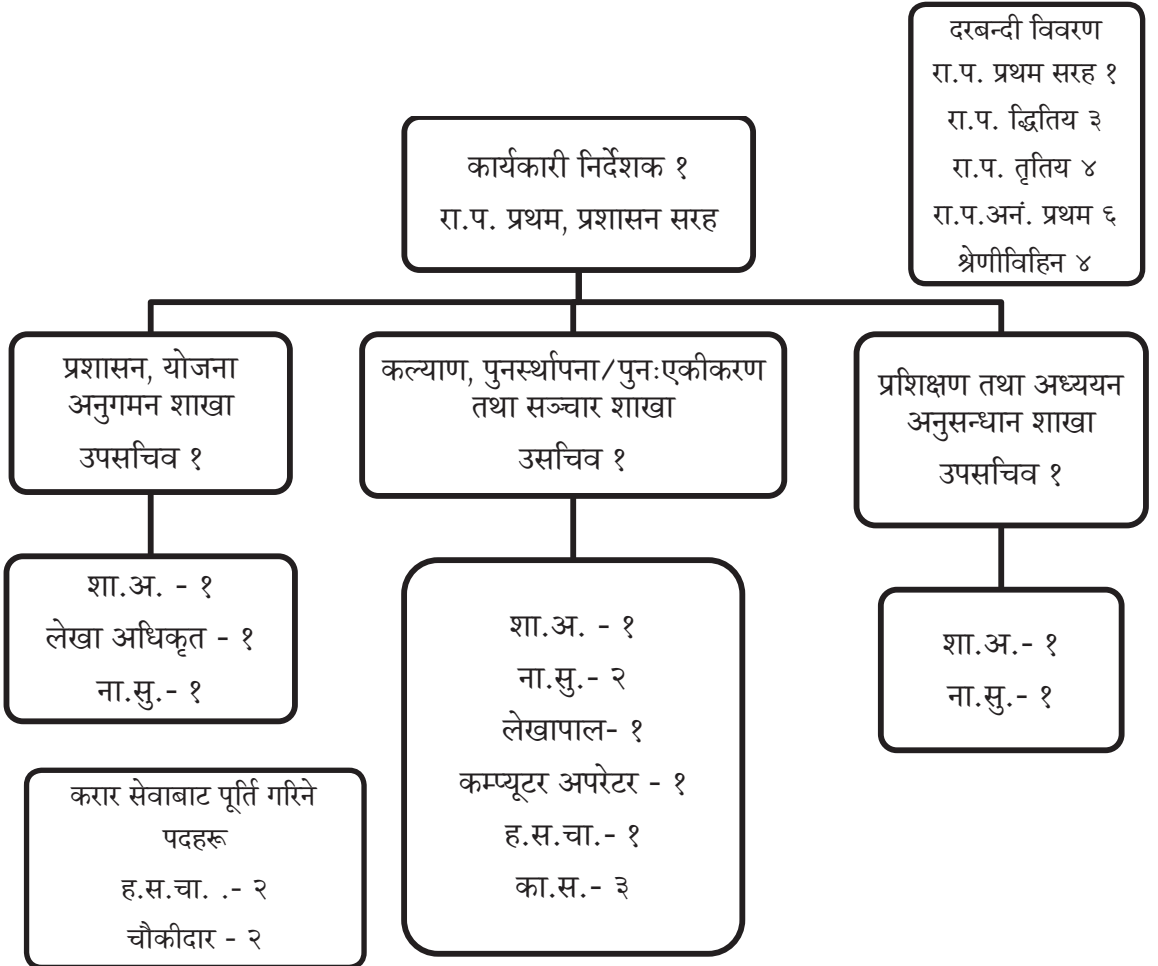 दरबन्दी विवरण
रा.प. प्रथम सरह १
रा.प. द्धितिय ३
रा.प. तृतिय ४
रा.प.अनं. प्रथम ६
श्रेणीविहिन ४
कार्यकारी निर्देशक १
रा.प. प्रथम, प्रशासन सरह
प्रशासन, योजना
अनुगमन शाखा
उपसचिव १
कल्याण, पुनर्स्थापना/पुनःएकीकरण
तथा सञ्चार शाखा
उसचिव १
प्रशिक्षण तथा अध्ययन
अनुसन्धान शाखा
उपसचिव १
शा.अ. - १
लेखा अधिकृत - १
ना.सु.- १
शा.अ. - १
ना.सु.- २
लेखापाल- १
कम्प्यूटर अपरेटर - १
ह.स.चा.- १
का.स.- ३
शा.अ.- १
ना.सु.- १
करार सेवाबाट पूर्ति गरिने
पदहरू
ह.स.चा. .- २
चौकीदार - २